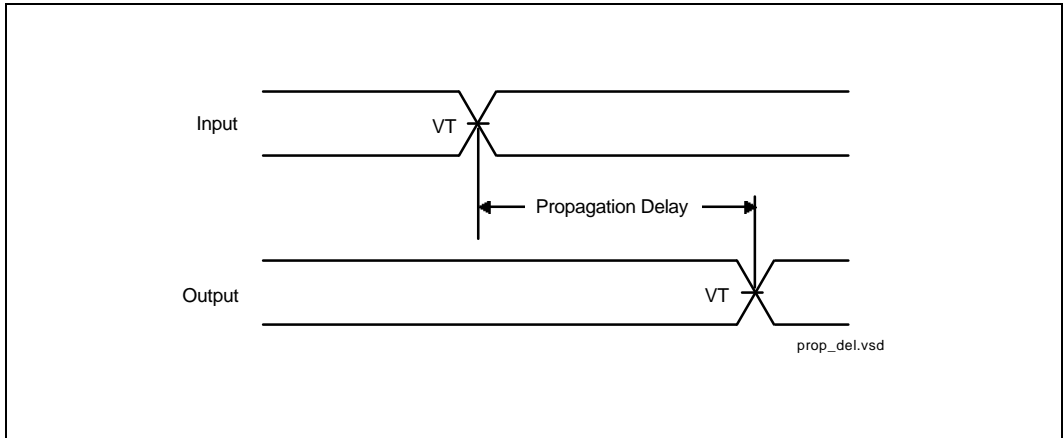 Input
VT
Propagation Delay
Output
VT
prop_del.vsd